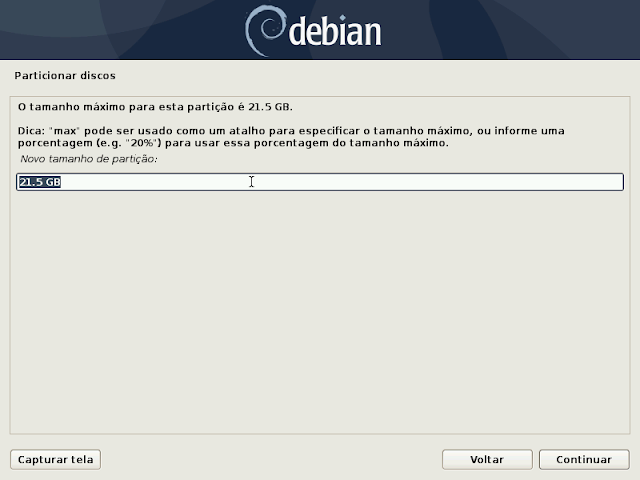 debian
Particionar discos
O tamanho máximo para esta partição é 21.5 GB.
Dica: "max" pode ser usado como um atalho para especificar o tamanho máximo, ou informe uma
porcentagem (e.g. "20%") para usar essa porcentagem do tamanho máximo.
Novo tamanho de partição:
21.5 GB
Capturar tela
Voltar
Continuar